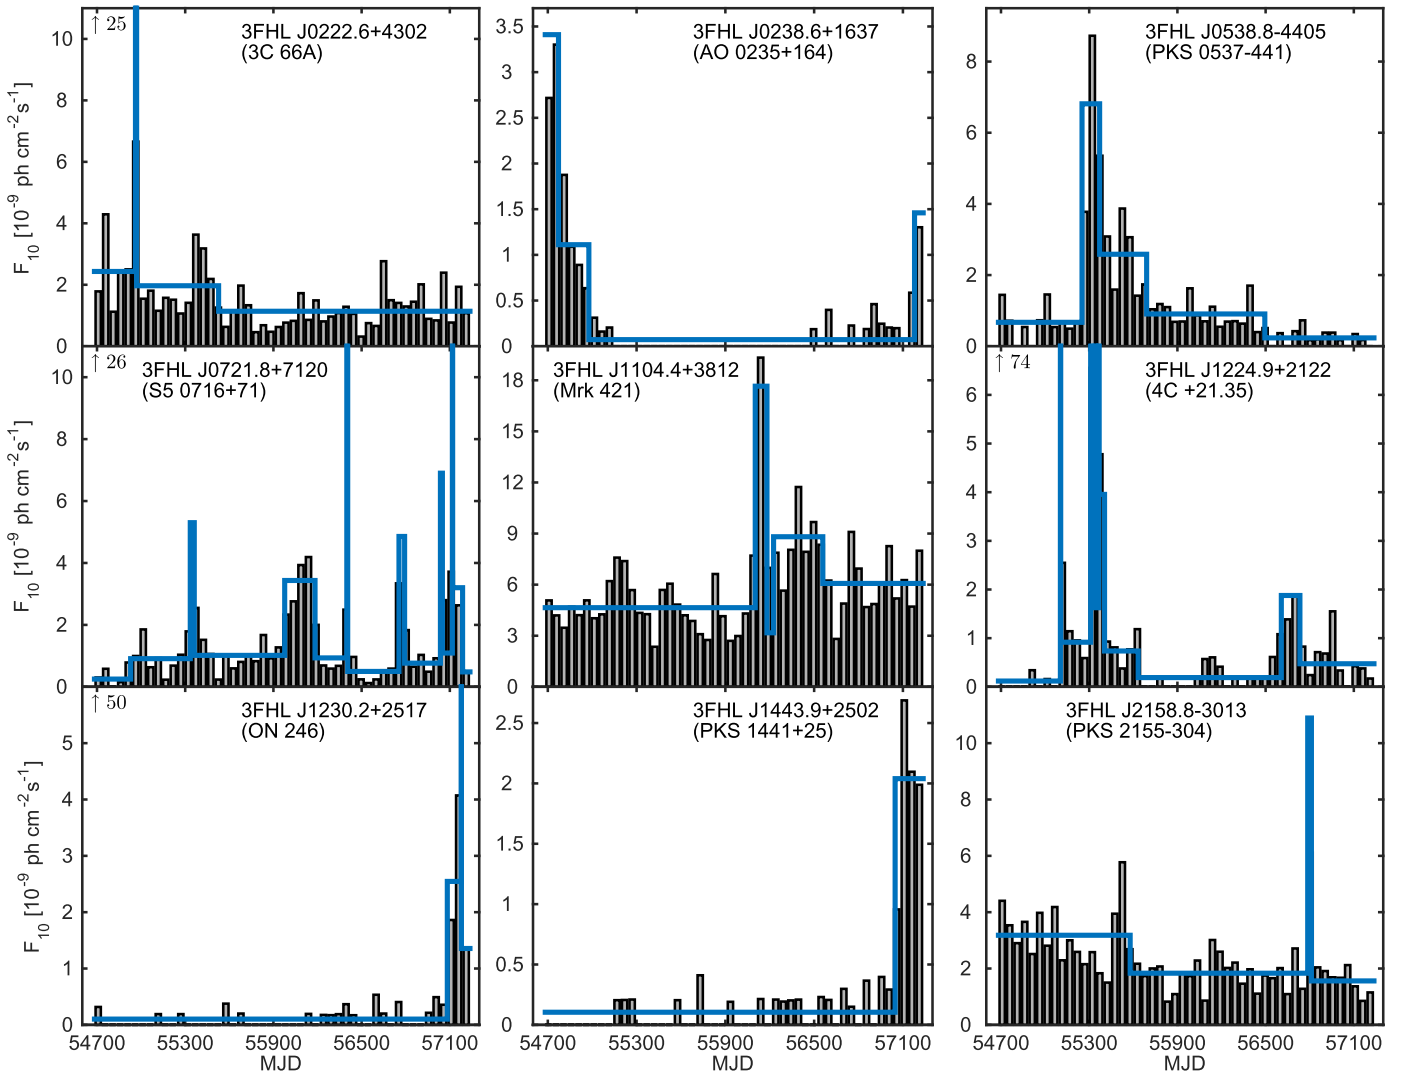 ↑ 25
3FHL J0222.6+4302
(3C 66A)
10
8
6
4
2
0
F10 [10-9 ph cm-2 s-1]
3FHL J0238.6+1637
(AO 0235+164)
3.5
3
2.5
2
1.5
1
0.5
0
3FHL J0538.8-4405
(PKS 0537-441)
8
6
4
2
0
↑ 26
3FHL J0721.8+7120
(S5 0716+71)
10
8
6
4
2
0
F10 [10-9 ph cm-2 s-1]
3FHL J1104.4+3812
(Mrk 421)
18
15
12
9
6
3
0
↑ 74
3FHL J1224.9+2122
(4C +21.35)
6
5
4
3
2
1
0
↑ 50
3FHL J1230.2+2517
(ON 246)
5
4
3
2
1
0
F10 [10-9 ph cm-2 s-1]
54700 55300 55900 56500 57100
MJD
3FHL J1443.9+2502
(PKS 1441+25)
2.5
2
1.5
1
0.5
0
54700 55300 55900 56500 57100
MJD
3FHL J2158.8-3013
(PKS 2155-304)
10
8
6
4
2
0
54700 55300 55900 56500 57100
MJD